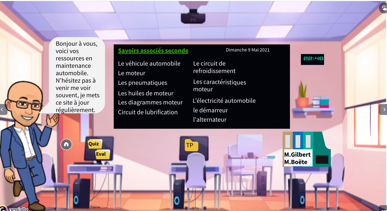 Bonjour à vous,
voici vos
ressources en
maintenance
automobile.
N'hésitez pas à
venir me voir
souvent, je mets
ce site à jour
régulièrement.
Savoirs associés seconde
Dimanche 9 Mai 2021
Le véhicule automobile
Le moteur
Les pneumatiques
Les huiles de moteur
Les diagrammes moteur
Circuit de lubrification
Le circuit de
refroidissement
Les caractéristiques
moteur
L'électricité automobile
le démarreur
l'alternateur
Quiz
Eval
TP
M.Gilbert
M.Boëte